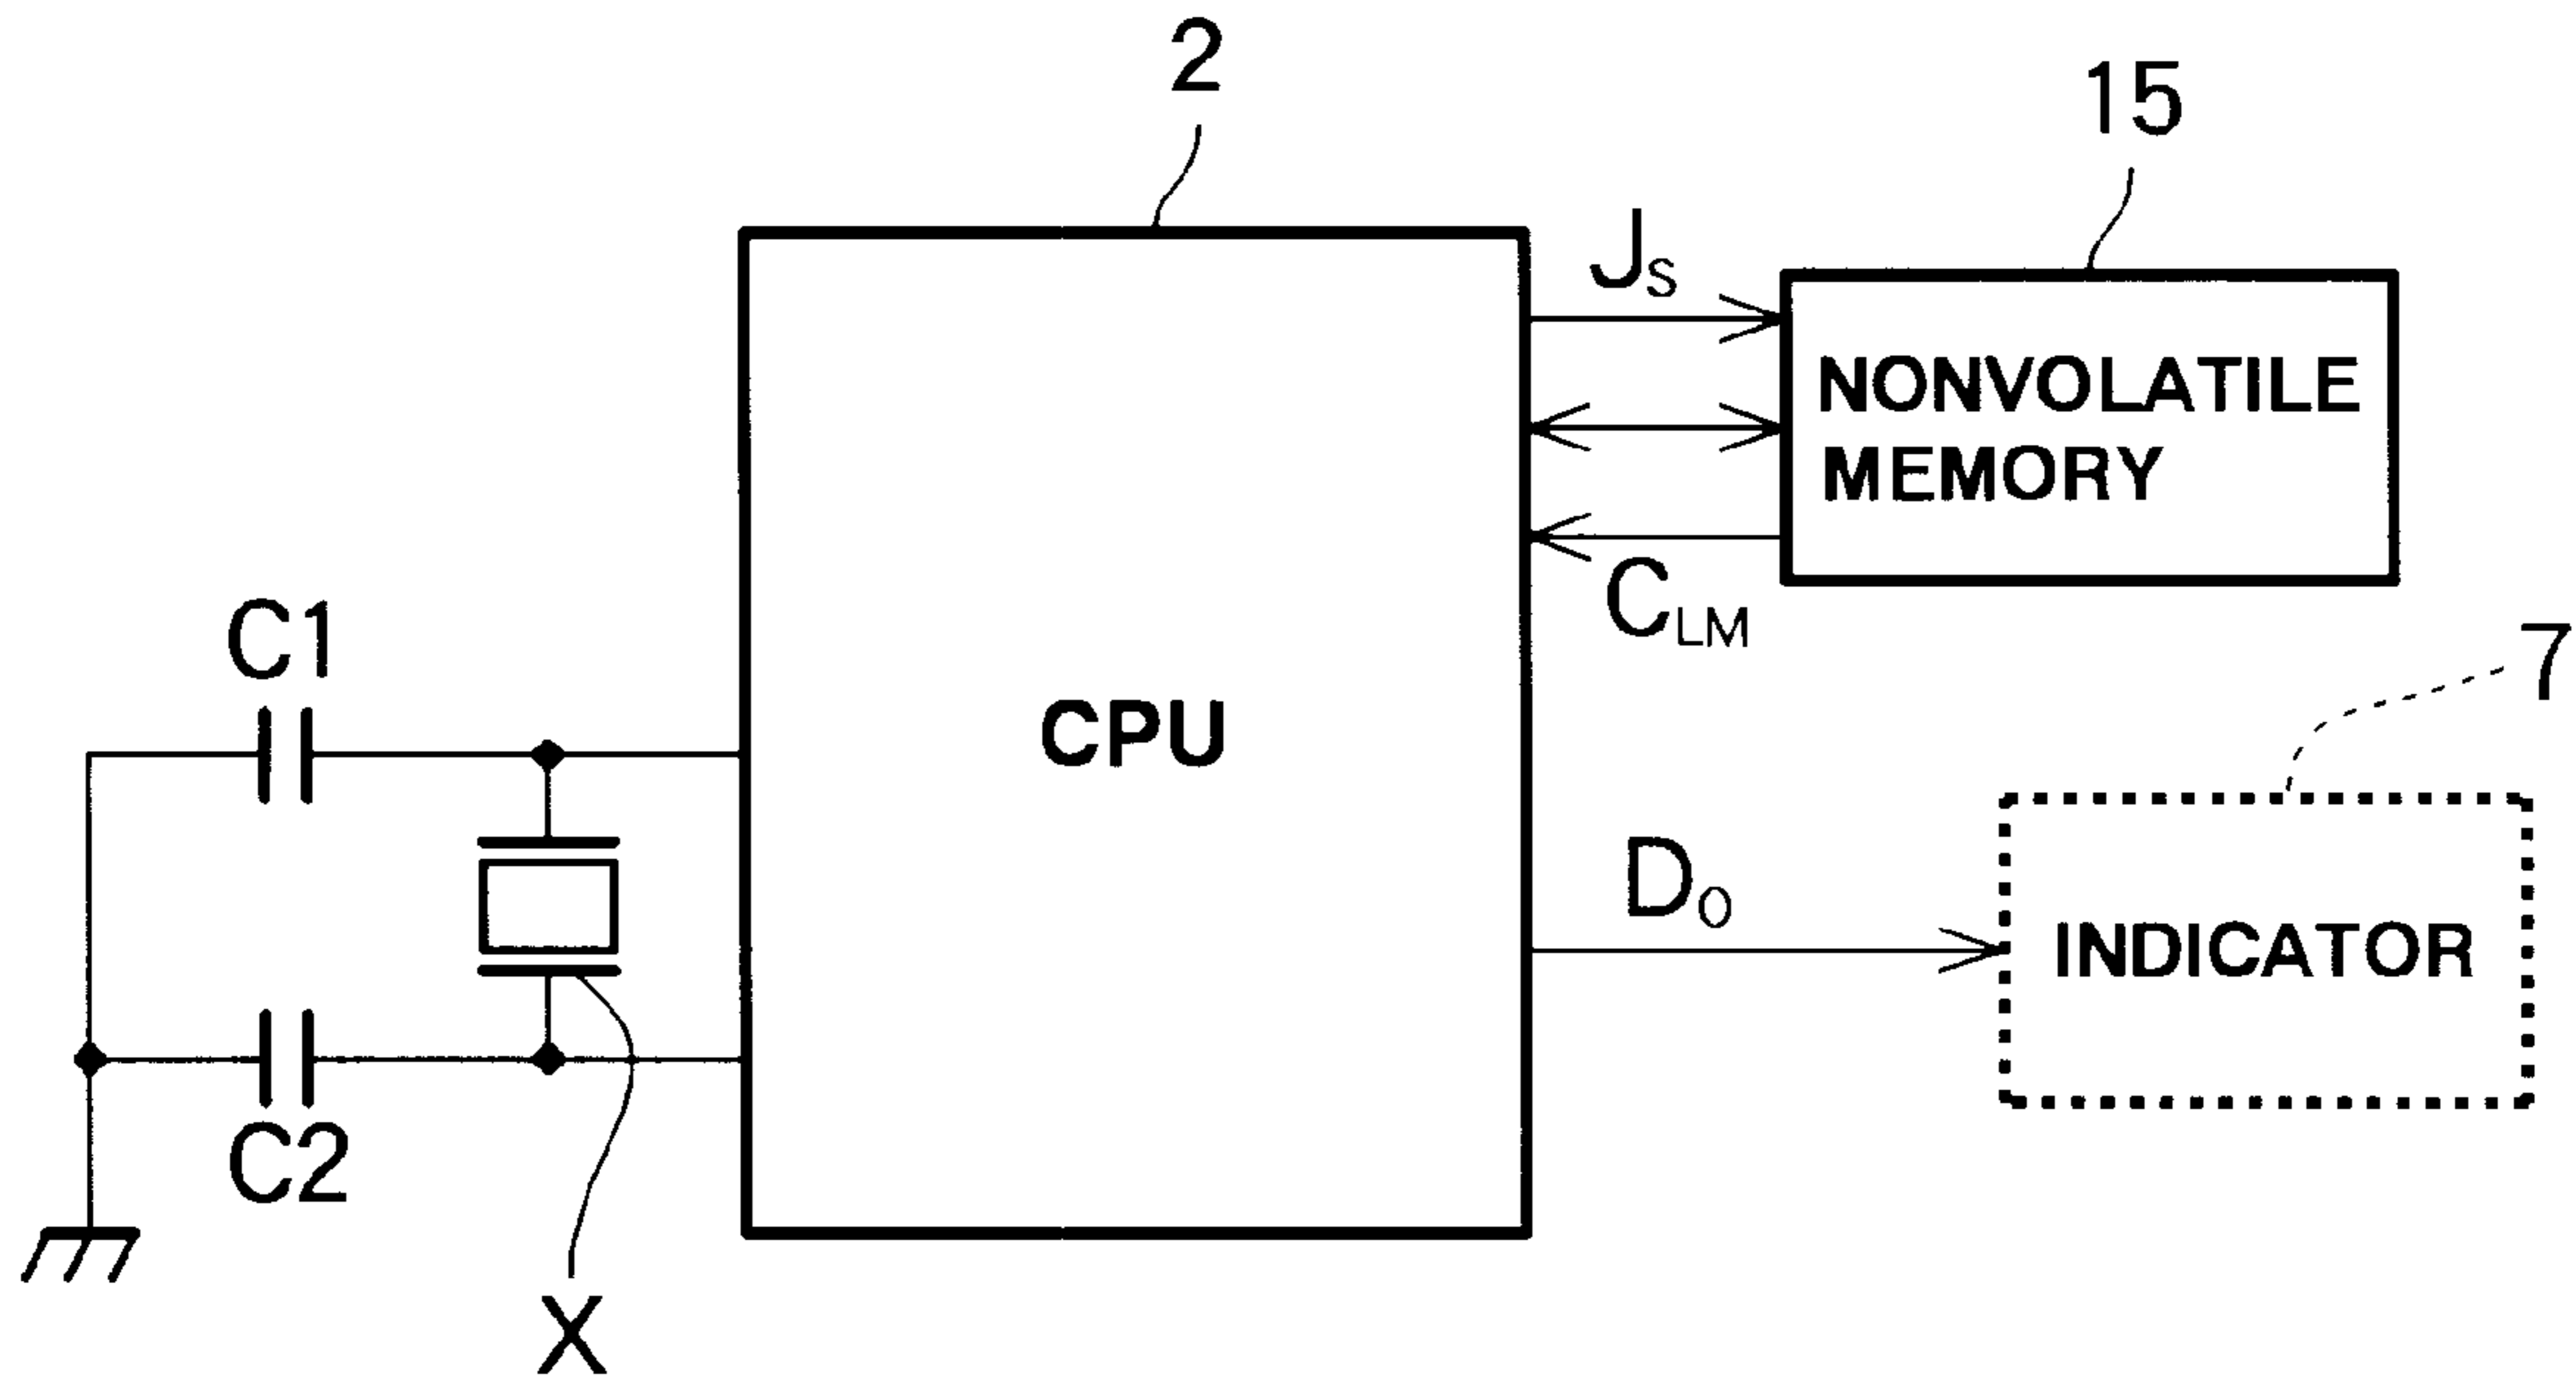 2
15
J_S
NONVOLATILE
MEMORY
C_LM
C1
7
CPU
D_O
INDICATOR
C2
X